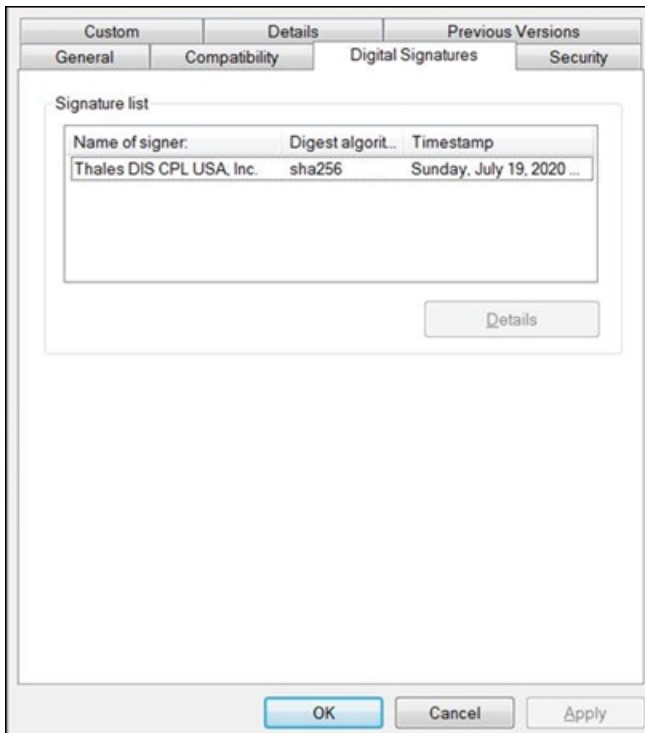 Custom Details Previous Versions
General Compatibility Digital Signatures Security
Signature list
Name of signer: Digest algorit... Timestamp
Thales DIS CPL USA, Inc. sha256 Sunday, July 19, 2020 ...
Details
OK Cancel Apply